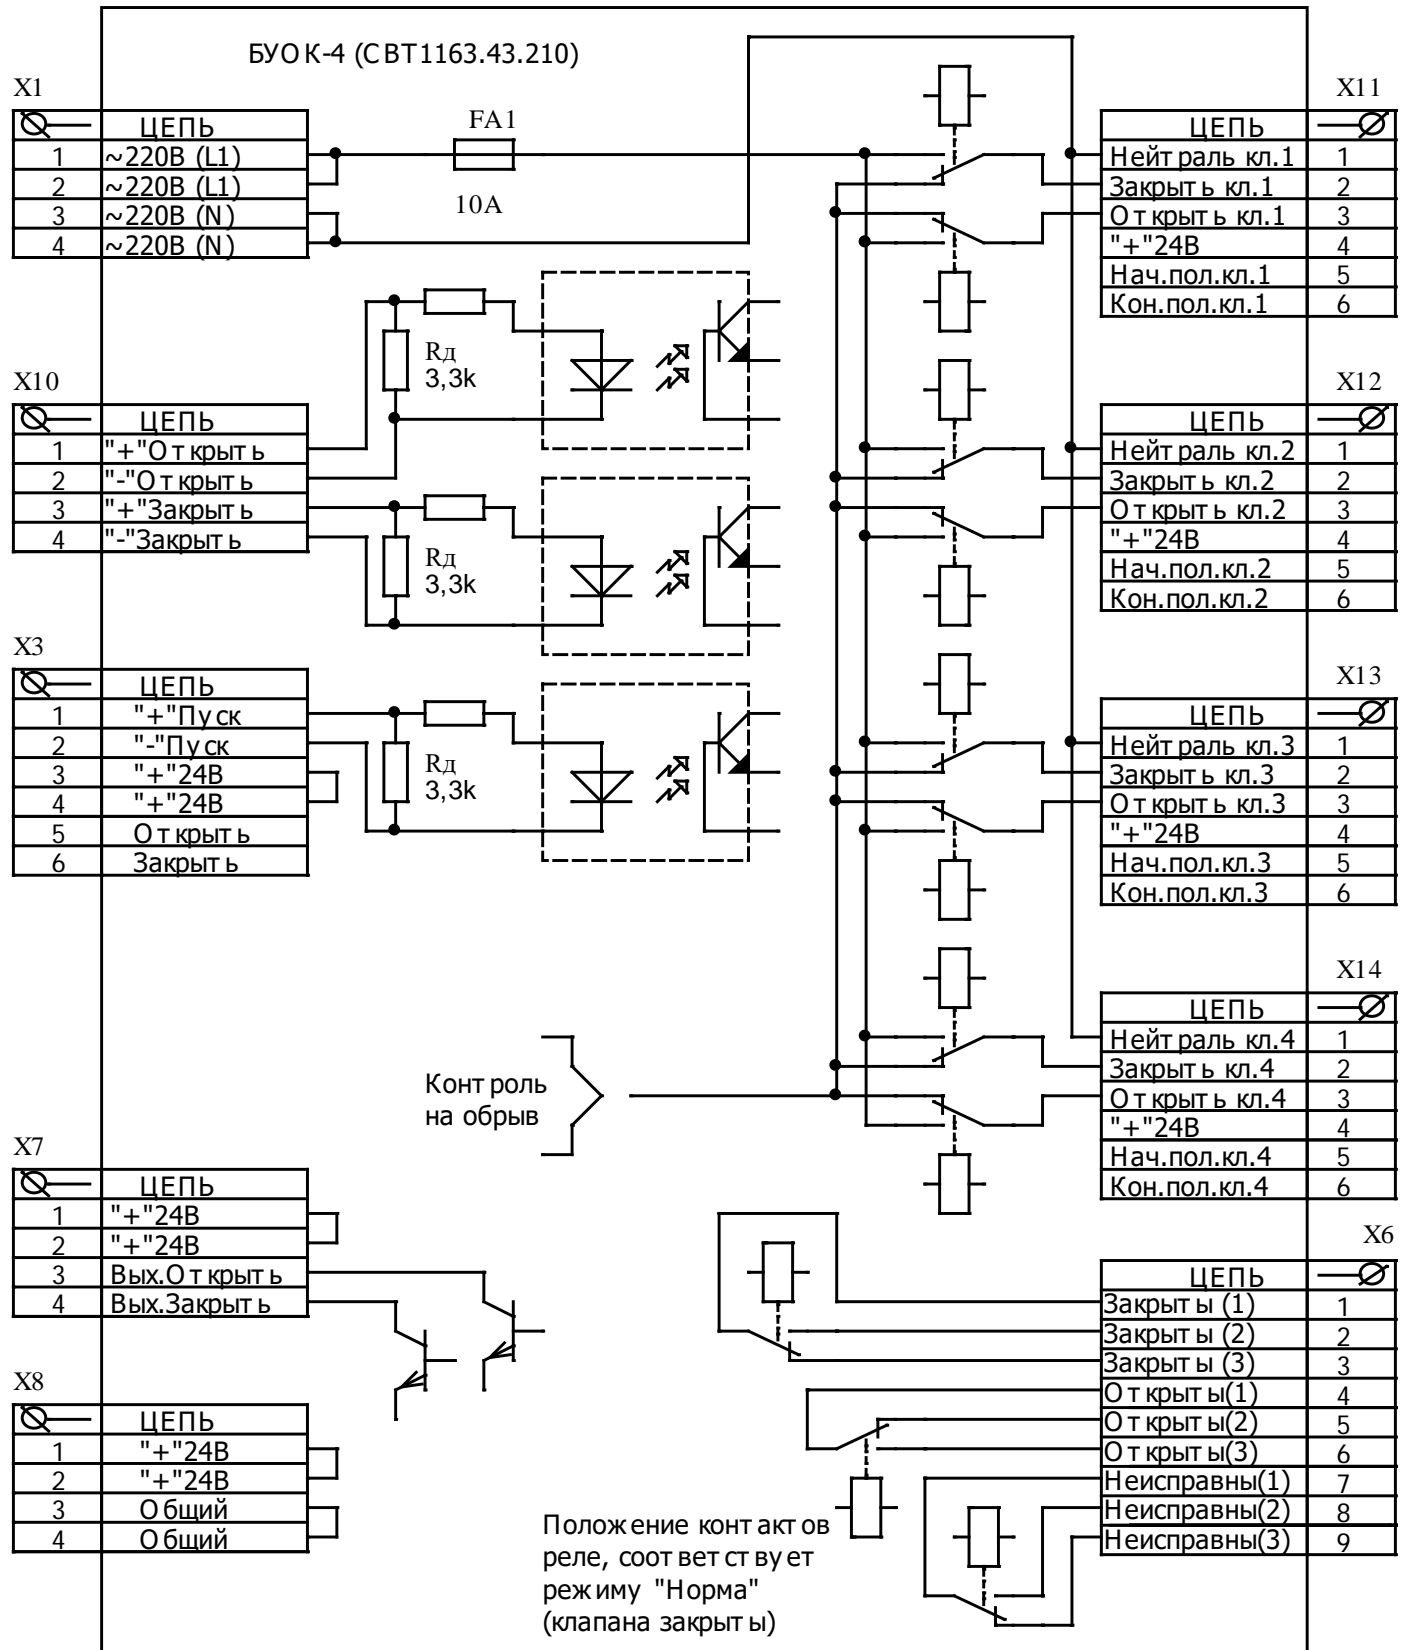 БУОК-4 (СВТ1163.43.210)
X1
ЦЕПЬ
1 ~220В (L1)
2 ~220В (L1)
3 ~220В (N)
4 ~220В (N)
FA1
10A
X10
ЦЕПЬ
1 "+"Открыть
2 "-"Открыть
3 "+"Закрыть
4 "-"Закрыть
Rд
3,3k
Rд
3,3k
X3
ЦЕПЬ
1 "+"Пуск
2 "-"Пуск
3 "+"24В
4 "+"24В
5 Открыть
6 Закрыть
Rд
3,3k
Контроль
на обрыв
X7
ЦЕПЬ
1 "+"24В
2 "+"24В
3 Вых.Открыть
4 Вых.Закрыть
X8
ЦЕПЬ
1 "+"24В
2 "+"24В
3 Общий
4 Общий
Положение контактов
реле, соответствует
режиму "Норма"
(клапана закрыты)
X11
ЦЕПЬ
Нейтраль кл.1 1
Закрыть кл.1 2
Открыть кл.1 3
"+"24В 4
Нач.пол.кл.1 5
Кон.пол.кл.1 6
X12
ЦЕПЬ
Нейтраль кл.2 1
Закрыть кл.2 2
Открыть кл.2 3
"+"24В 4
Нач.пол.кл.2 5
Кон.пол.кл.2 6
X13
ЦЕПЬ
Нейтраль кл.3 1
Закрыть кл.3 2
Открыть кл.3 3
"+"24В 4
Нач.пол.кл.3 5
Кон.пол.кл.3 6
X14
ЦЕПЬ
Нейтраль кл.4 1
Закрыть кл.4 2
Открыть кл.4 3
"+"24В 4
Нач.пол.кл.4 5
Кон.пол.кл.4 6
X6
ЦЕПЬ
Закрыты (1) 1
Закрыты (2) 2
Закрыты (3) 3
Открыты(1) 4
Открыты(2) 5
Открыты(3) 6
Неисправны(1) 7
Неисправны(2) 8
Неисправны(3) 9